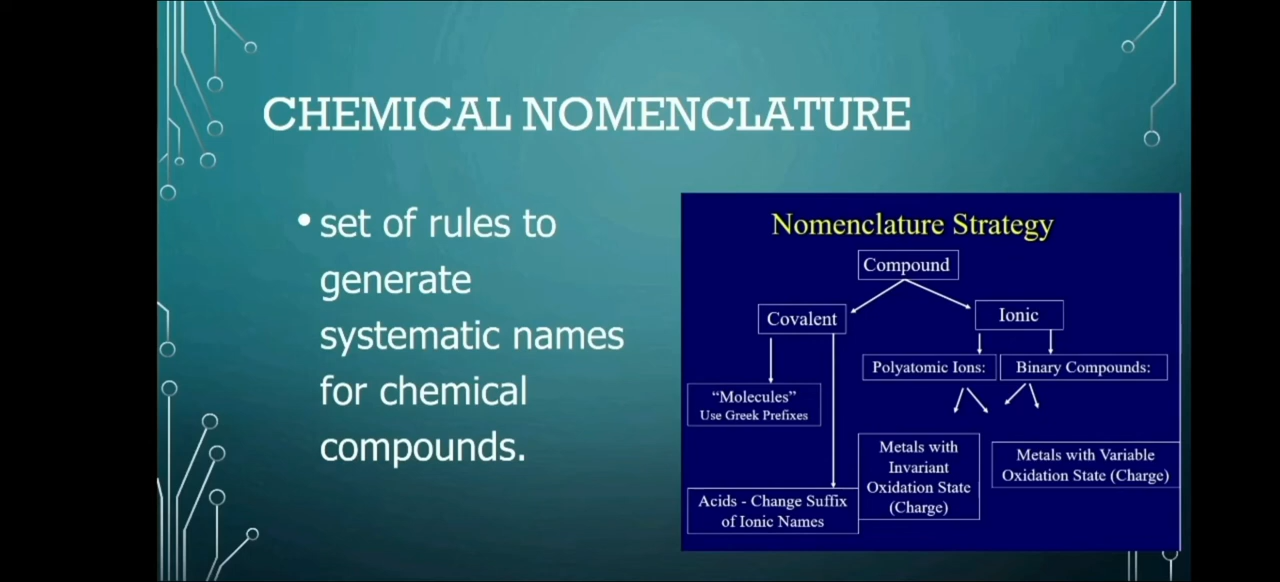 CHEMICAL NOMENCLATURE
• set of rules to
generate
systematic names
for chemical
compounds.
Nomenclature Strategy
Compound
Covalent
Ionic
Polyatomic Ions:
Binary Compounds:
“Molecules”
Use Greek Prefixes
Metals with
Invariant
Oxidation State
(Charge)
Metals with Variable
Oxidation State (Charge)
Acids - Change Suffix
of Ionic Names